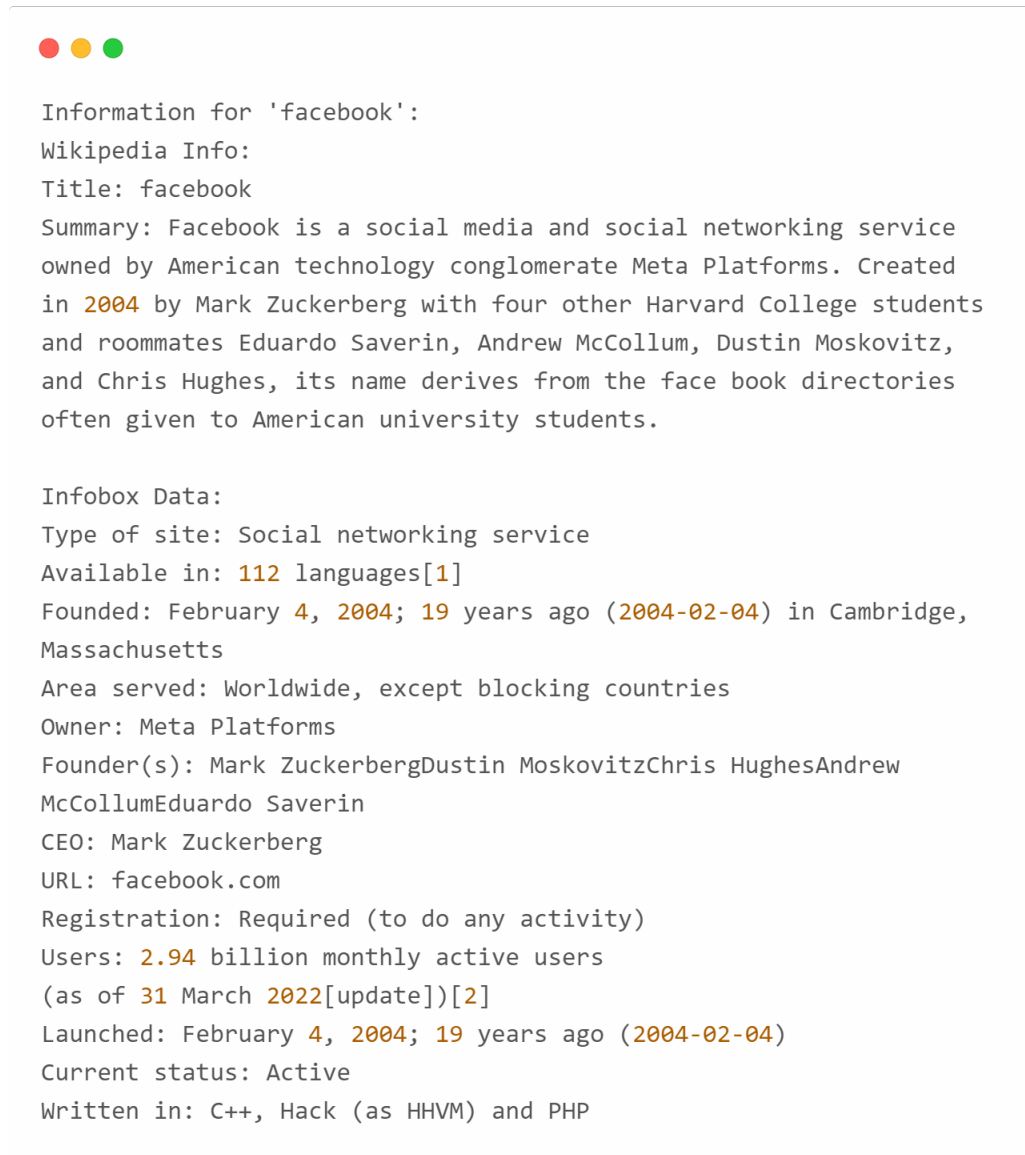 Information for 'facebook':
Wikipedia Info:
Title: facebook
Summary: Facebook is a social media and social networking service
owned by American technology conglomerate Meta Platforms. Created
in 2004 by Mark Zuckerberg with four other Harvard College students
and roommates Eduardo Saverin, Andrew McCollum, Dustin Moskovitz,
and Chris Hughes, its name derives from the face book directories
often given to American university students.

Infobox Data:
Type of site: Social networking service
Available in: 112 languages[1]
Founded: February 4, 2004; 19 years ago (2004-02-04) in Cambridge,
Massachusetts
Area served: Worldwide, except blocking countries
Owner: Meta Platforms
Founder(s): Mark ZuckerbergDustin MoskovitzChris HughesAndrew
McCollumEduardo Saverin
CEO: Mark Zuckerberg
URL: facebook.com
Registration: Required (to do any activity)
Users: 2.94 billion monthly active users
(as of 31 March 2022[update])[2]
Launched: February 4, 2004; 19 years ago (2004-02-04)
Current status: Active
Written in: C++, Hack (as HHVM) and PHP